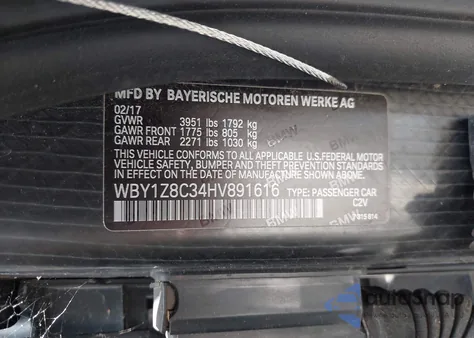 MFD BY BAYERISCHE MOTOREN WERKE AG
02/17
GVWR 3951 lbs 1792 kg
GAWR FRONT 1775 lbs 805 kg
GAWR REAR 2271 lbs 1030 kg
THIS VEHICLE CONFORMS TO ALL APPLICABLE U.S.FEDERAL MOTOR
VEHICLE SAFETY, BUMPER AND THEFT PREVENTION STANDARDS
IN EFFECT ON THE DATE OF MANUFACTURE SHOWN ABOVE.
WBY1Z8C34HV891616 TYPE: PASSENGER CAR
C2V
AutoSnap